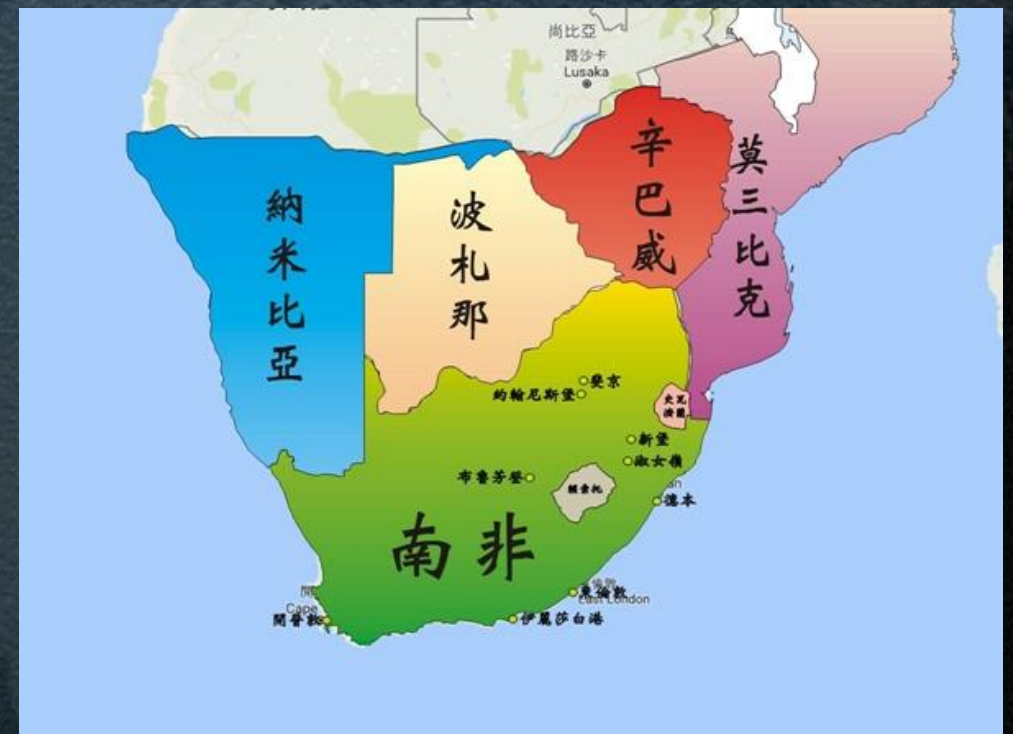 尚比亞
路沙卡
Lusaka
辛巴威
莫三比克
納米比亞
波札那
斐京
約翰尼斯堡
史瓦
濟蘭
新堡
淑女嶺
布魯芳登
賴索托
德本
南非
東倫敦
East London
Cape
開普敦
伊麗莎白港